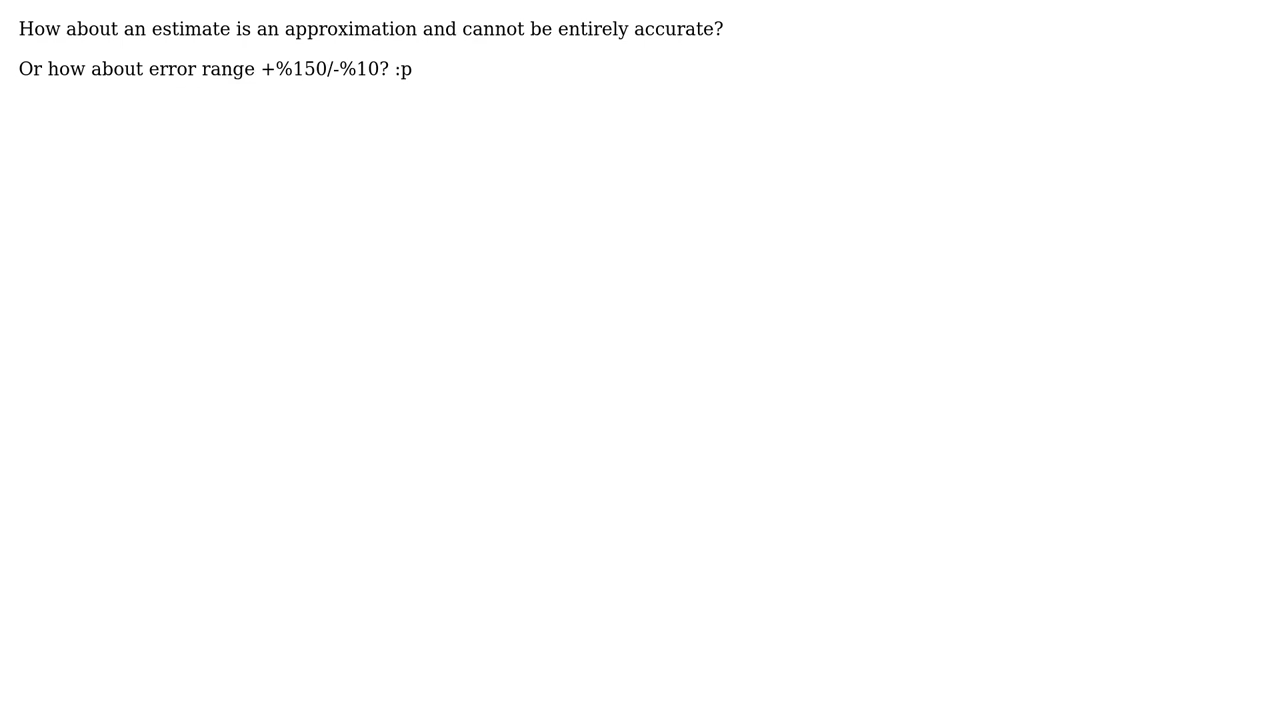 How about an estimate is an approximation and cannot be entirely accurate?
Or how about error range +%150/-%10? :p